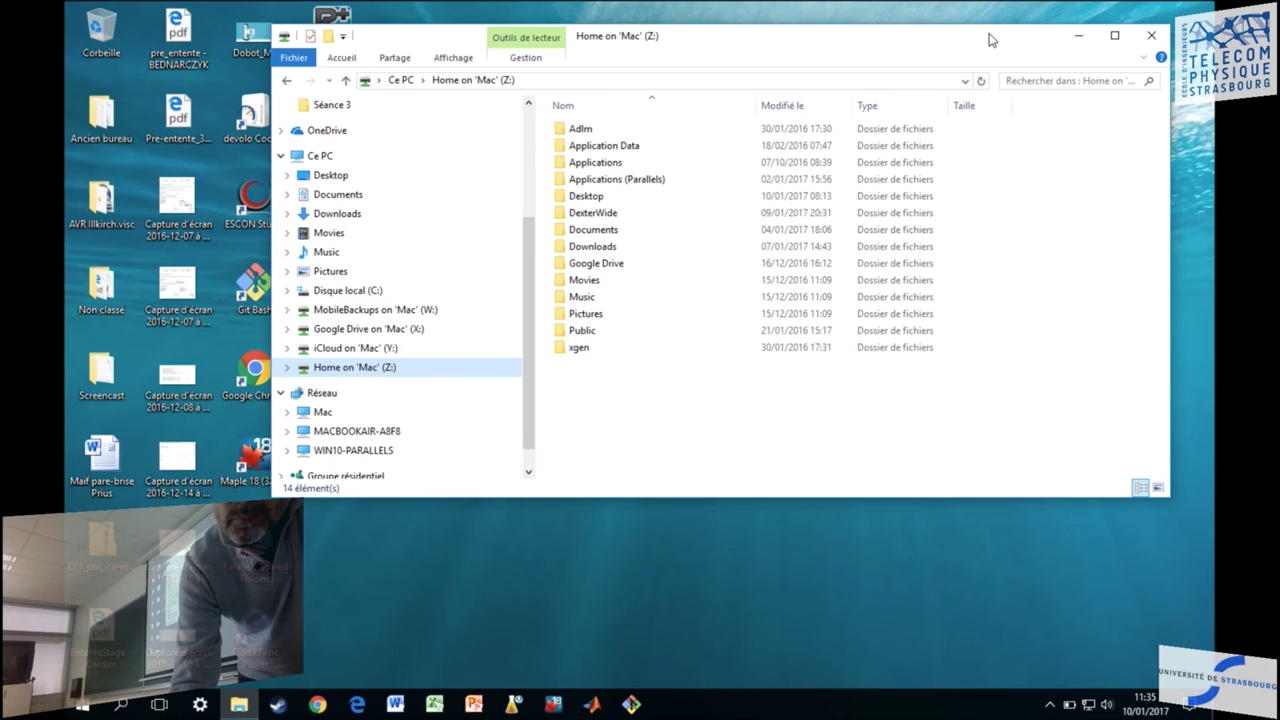 Corbeille
pre_entente -
BEDNARCZYK
Dobot_M
Ancien bureau
Pre-entente_3...
devolo Coc
AVR Illkirch.visc
Capture d'écran
2016-12-07 à ...
ESCON Stu
Non classé
Capture d'écran
2016-12-07 à ...
Git Bash
Screencast
Capture d'écran
2016-12-08 à ...
Google Chr
Maif pare-brise
Prius
Capture d'écran
2016-12-14 à ...
Maple 18 (32
Outils de lecteur
Home on 'Mac' (Z:)
Fichier
Accueil
Partage
Affichage
Gestion
Ce PC > Home on 'Mac' (Z:)
Rechercher dans : Home on '...
Séance 3
OneDrive
Ce PC
Desktop
Documents
Downloads
Movies
Music
Pictures
Disque local (C:)
MobileBackups on 'Mac' (W:)
Google Drive on 'Mac' (X:)
iCloud on 'Mac' (Y:)
Home on 'Mac' (Z:)
Réseau
Mac
MACBOOKAIR-A8F8
WIN10-PARALLELS
Groupe résidentiel
14 élément(s)
Nom Modifié le Type Taille
Adlm 30/01/2016 17:30 Dossier de fichiers
Application Data 18/02/2016 07:47 Dossier de fichiers
Applications 07/10/2016 08:39 Dossier de fichiers
Applications (Parallels) 02/01/2017 15:56 Dossier de fichiers
Desktop 10/01/2017 08:13 Dossier de fichiers
DexterWide 09/01/2017 20:31 Dossier de fichiers
Documents 04/01/2017 18:06 Dossier de fichiers
Downloads 07/01/2017 14:43 Dossier de fichiers
Google Drive 16/12/2016 16:12 Dossier de fichiers
Movies 15/12/2016 11:09 Dossier de fichiers
Music 15/12/2016 11:09 Dossier de fichiers
Pictures 15/12/2016 11:09 Dossier de fichiers
Public 21/01/2016 15:17 Dossier de fichiers
xgen 30/01/2016 17:31 Dossier de fichiers
ECOLE D'INGENIEURS
TELECOM
PHYSIQUE
STRASBOURG
EntenteStage -
Cardon
QuickTime
Player
UNIVERSITÉ DE STRASBOURG
11:35
10/01/2017